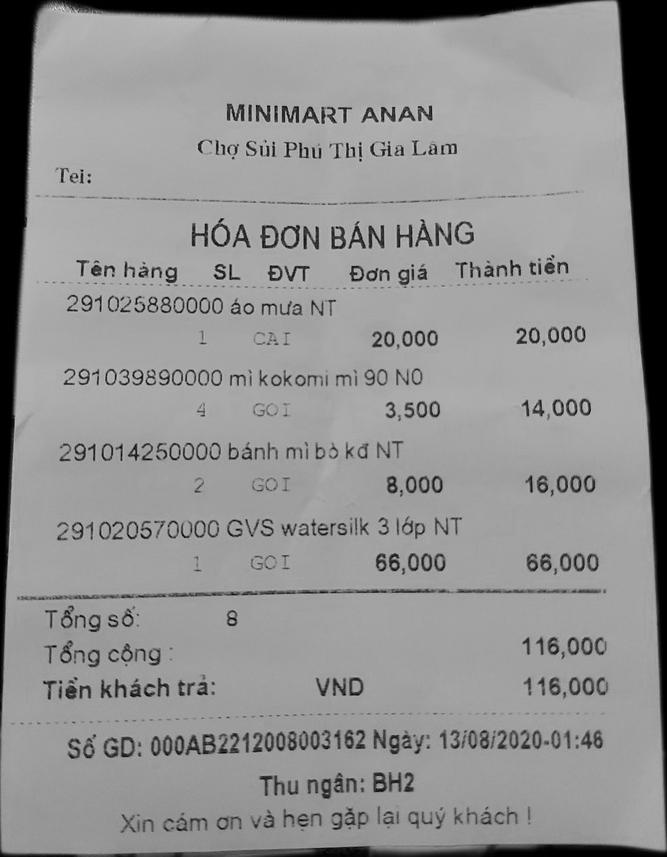 MINIMART ANAN
Chợ Sủi Phú Thị Gia Lâm
Tel:
HÓA ĐƠN BÁN HÀNG
Tên hàng SL ĐVT Đơn giá Thành tiền
291025880000 áo mưa NT
1 CAI 20,000 20,000
291039890000 mì kokomi mì 90 N0
4 GOI 3,500 14,000
291014250000 bánh mì bò kđ NT
2 GOI 8,000 16,000
291020570000 GVS watersilk 3 lớp NT
1 GOI 66,000 66,000
Tổng số: 8
Tổng cộng : 116,000
Tiền khách trả: VND 116,000
Số GD: 000AB2212008003162 Ngày: 13/08/2020-01:46
Thu ngân: BH2
Xin cám ơn và hẹn gặp lại quý khách !